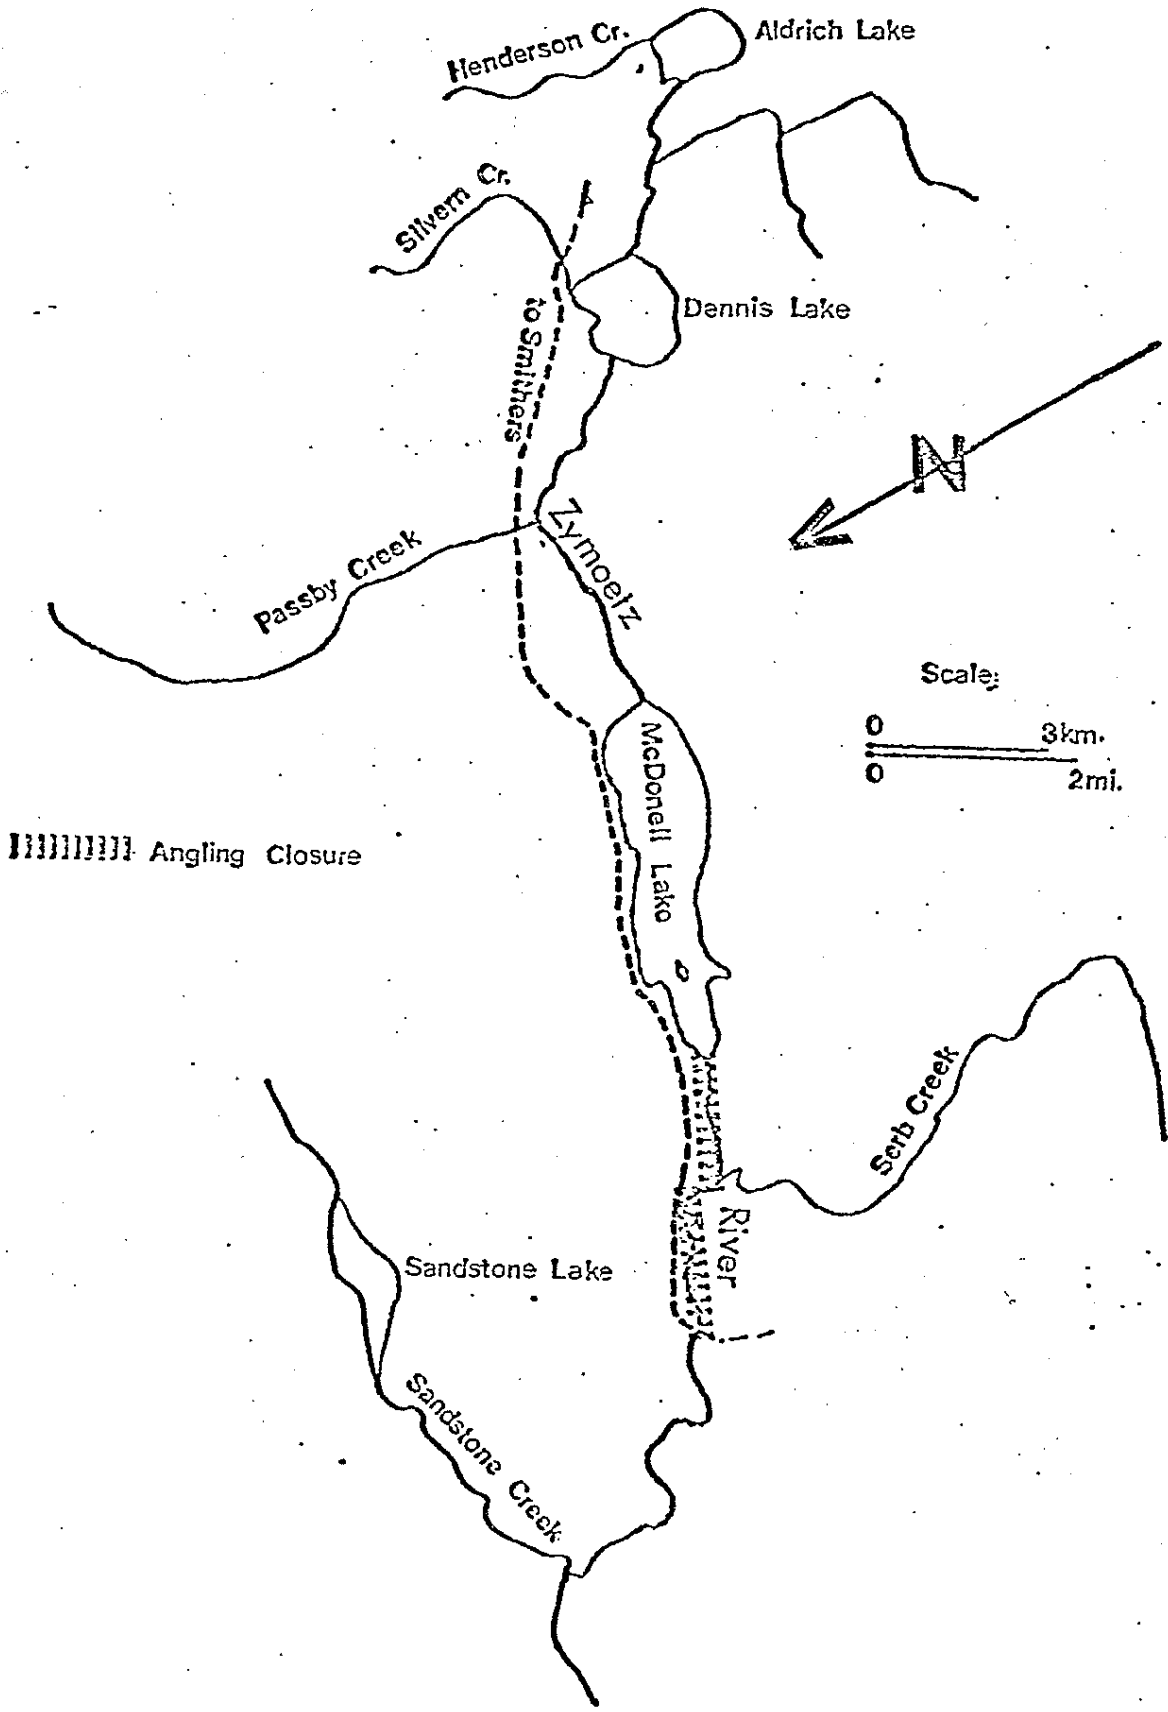 Henderson Cr.
Aldrich Lake
Silvern Cr.
Dennis Lake
to Smithers
N
Zymoetz
Passby Creek
Scale:
0 3km.
0 2mi.
McDonell Lake
Angling Closure
Serb Creek
River
Sandstone Lake
Sandstone Creek